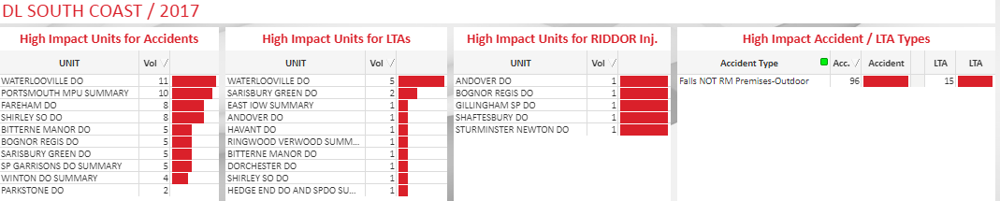 DL SOUTH COAST / 2017
High Impact Units for Accidents
UNIT Vol
WATERLOOVILLE DO 11
PORTSMOUTH MPU SUMMARY 10
FAREHAM DO 8
SHIRLEY SO DO 8
BITTERNE MANOR DO 5
BOGNOR REGIS DO 5
SARISBURY GREEN DO 5
SP GARRISONS DO SUMMARY 5
WINTON DO SUMMARY 4
PARKSTONE DO 2
High Impact Units for LTAs
UNIT Vol
WATERLOOVILLE DO 5
SARISBURY GREEN DO 2
EAST IOW SUMMARY 1
ANDOVER DO 1
HAVANT DO 1
RINGWOOD VERWOOD SUMM... 1
BITTERNE MANOR DO 1
DORCHESTER DO 1
SHIRLEY SO DO 1
HEDGE END DO AND SPDO SU... 1
High Impact Units for RIDDOR Inj.
UNIT Vol
ANDOVER DO 1
BOGNOR REGIS DO 1
GILLINGHAM SP DO 1
SHAFTESBURY DO 1
STURMINSTER NEWTON DO 1
High Impact Accident / LTA Types
Accident Type Acc. Accident LTA LTA
Falls NOT RM Premises-Outdoor 96 15